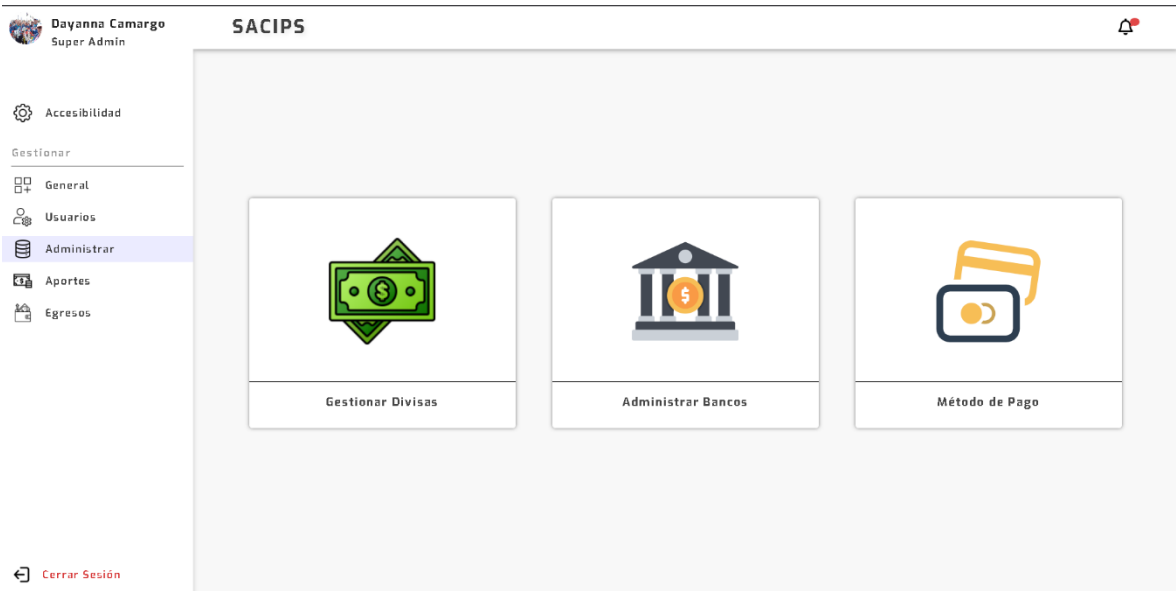 Dayanna Camargo
Super Admin
SACIPS
Accesibilidad
Gestionar
General
Usuarios
Administrar
Aportes
Egresos
Cerrar Sesión
Gestionar Divisas
Administrar Bancos
Método de Pago